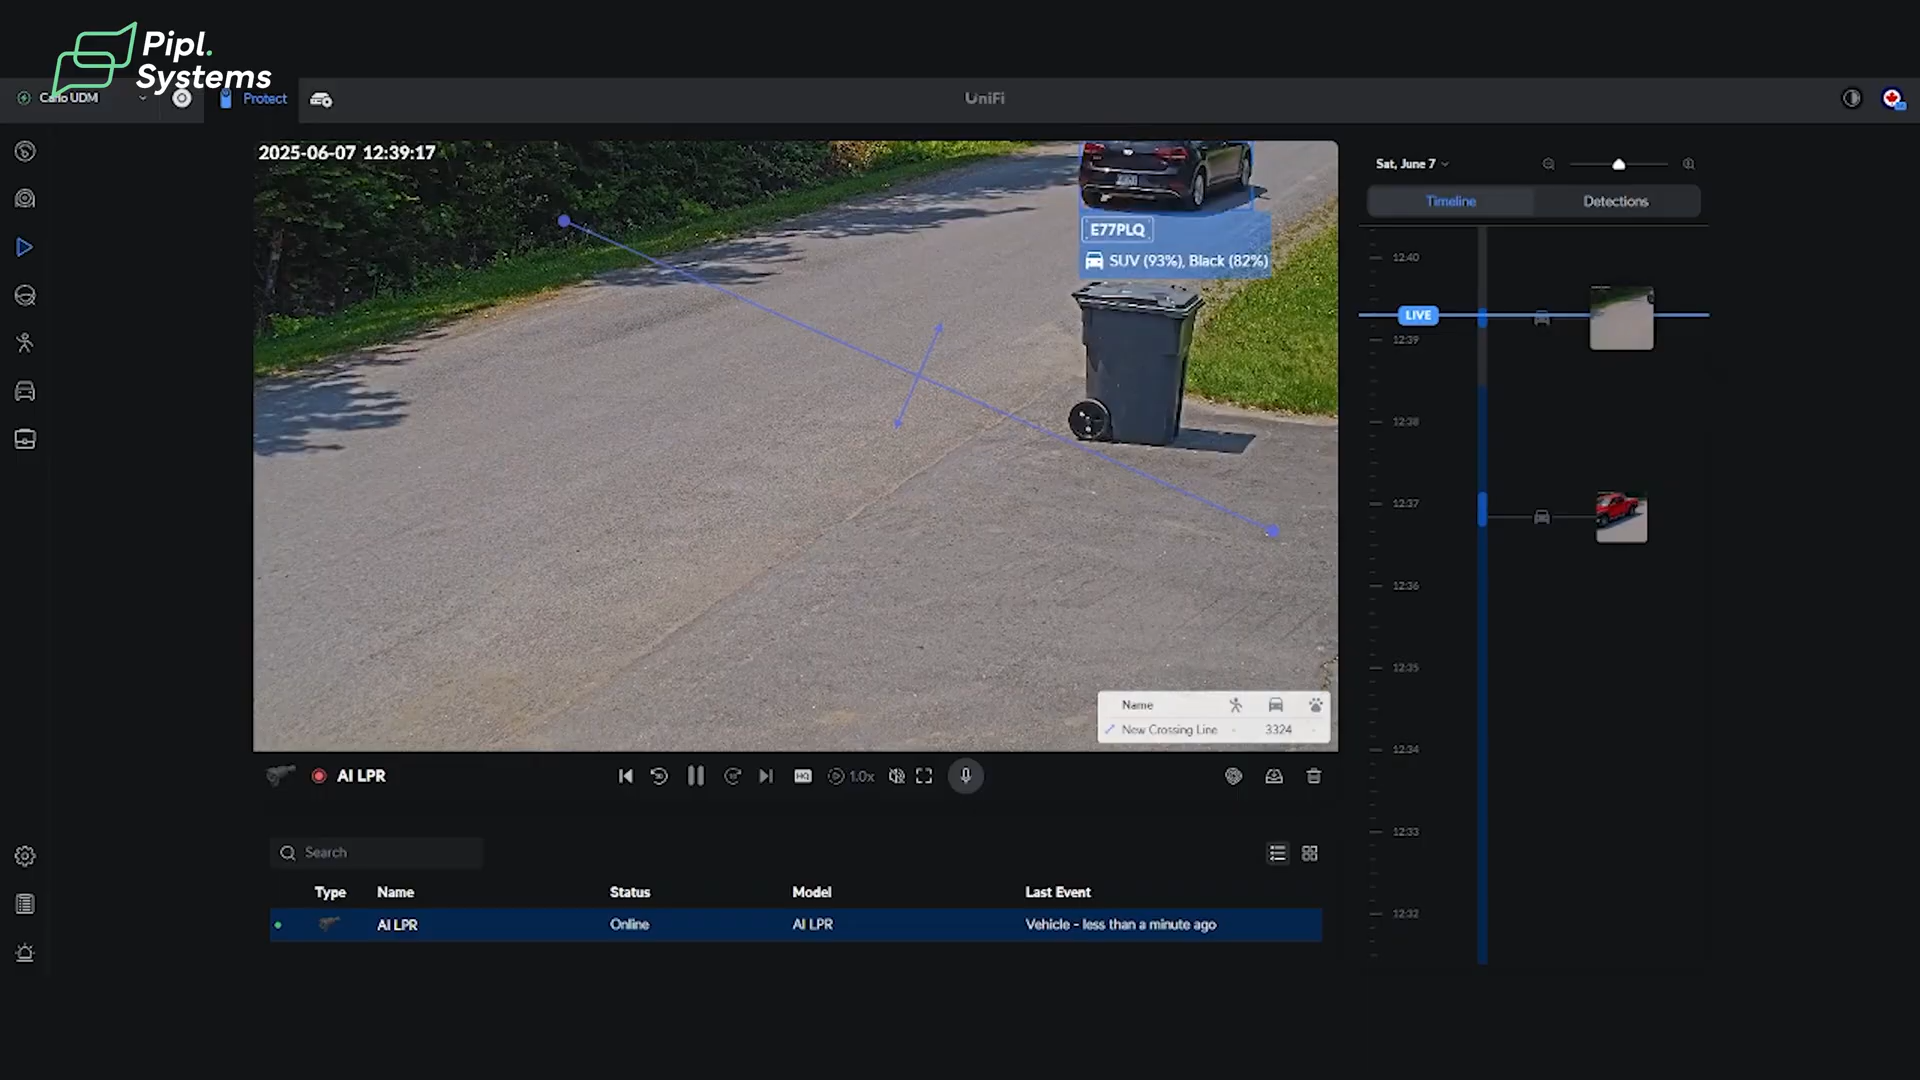 Pipl.
Systems
Carlo UDM
Protect
UniFi
2025-06-07 12:39:17
E77PLQ
SUV (93%), Black (82%)
Name
New Crossing Line - 3324 -
AI LPR
HQ
1.0x
Search
Type Name Status Model Last Event
AI LPR Online AI LPR Vehicle - less than a minute ago
Sat, June 7
Timeline Detections
12:40
LIVE
12:39
12:38
12:37
12:36
12:35
12:34
12:33
12:32